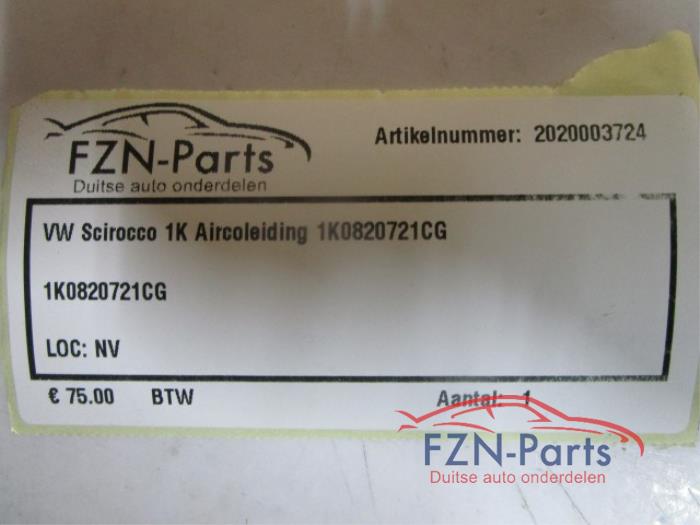 FZN-Parts
Duitse auto onderdelen
Artikelnummer: 2020003724
VW Scirocco 1K Aircoleiding 1K0820721CG
1K0820721CG
LOC: NV
€ 75.00 BTW Aantal: 1
FZN-Parts
Duitse auto onderdelen